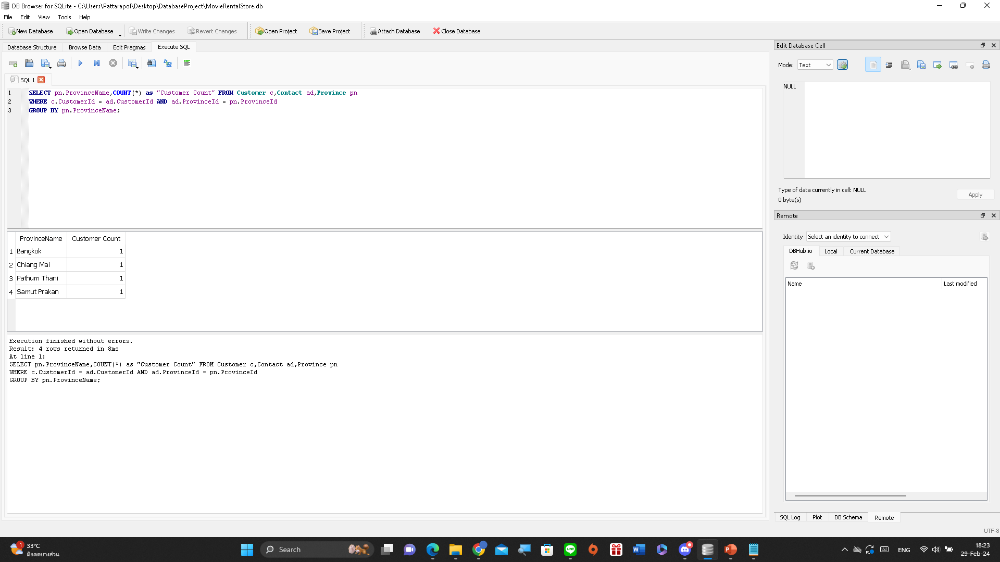 DB Browser for SQLite - C:\Users\Pattarapol\Desktop\DatabaseProject\MovieRentalStore.db
File Edit View Tools Help
New Database Open Database Write Changes Revert Changes Open Project Save Project Attach Database Close Database
Database Structure Browse Data Edit Pragmas Execute SQL
SQL 1
1 SELECT pn.ProvinceName,COUNT(*) as "Customer Count" FROM Customer c,Contact ad,Province pn
2 WHERE c.CustomerId = ad.CustomerId AND ad.ProvinceId = pn.ProvinceId
3 GROUP BY pn.ProvinceName;
ProvinceName Customer Count
1 Bangkok 1
2 Chiang Mai 1
3 Pathum Thani 1
4 Samut Prakan 1
Execution finished without errors.
Result: 4 rows returned in 8ms
At line 1:
SELECT pn.ProvinceName,COUNT(*) as "Customer Count" FROM Customer c,Contact ad,Province pn
WHERE c.CustomerId = ad.CustomerId AND ad.ProvinceId = pn.ProvinceId
GROUP BY pn.ProvinceName;
Edit Database Cell
Mode: Text
NULL
Type of data currently in cell: NULL
0 byte(s)
Apply
Remote
Identity Select an identity to connect
DBHub.io Local Current Database
Name Last modified
SQL Log Plot DB Schema Remote
UTF-8
1
33°C
มีแดดบางส่วน
Search
LINE
ENG
18:23
29-Feb-24